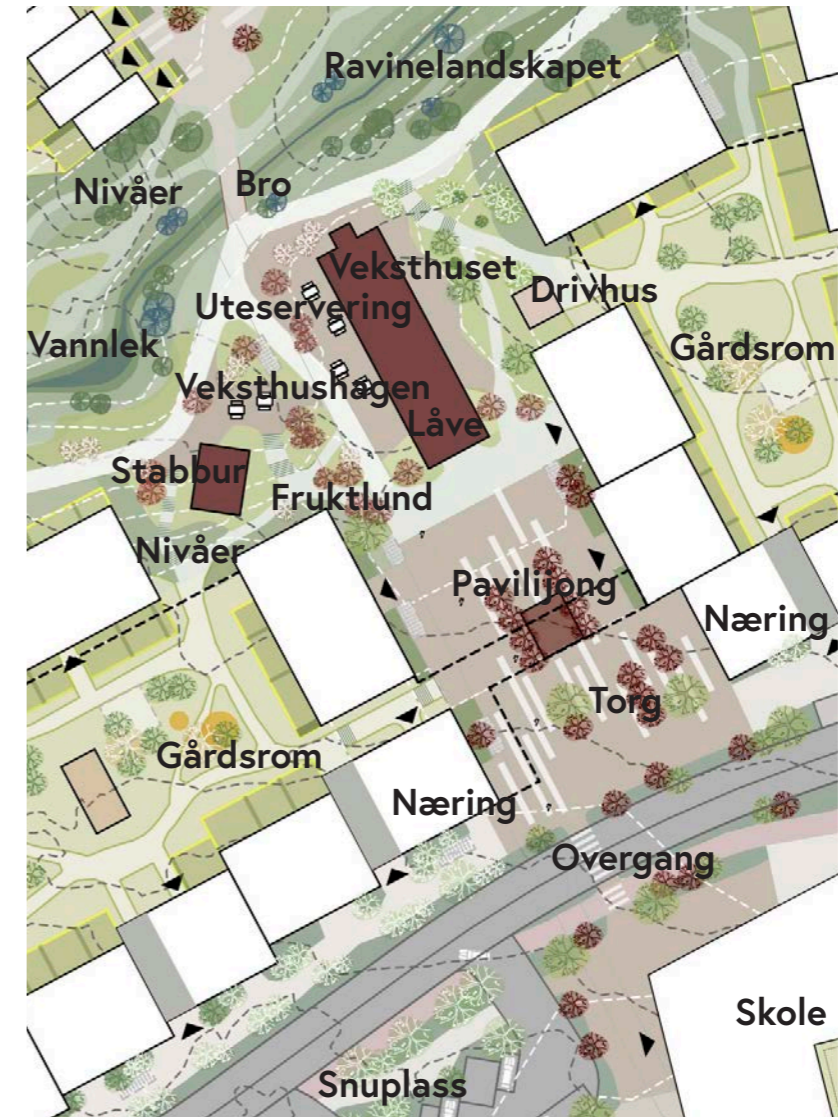 Ravinelandskapet
Nivåer
Bro
Veksthuset
Drivhus
Uteservering
Vannlek
Gårdsrom
Veksthushagen
Låve
Stabbur
Fruktlund
Nivåer
Pavilijong
Næring
Torg
Gårdsrom
Næring
Overgang
Skole
Snuplass